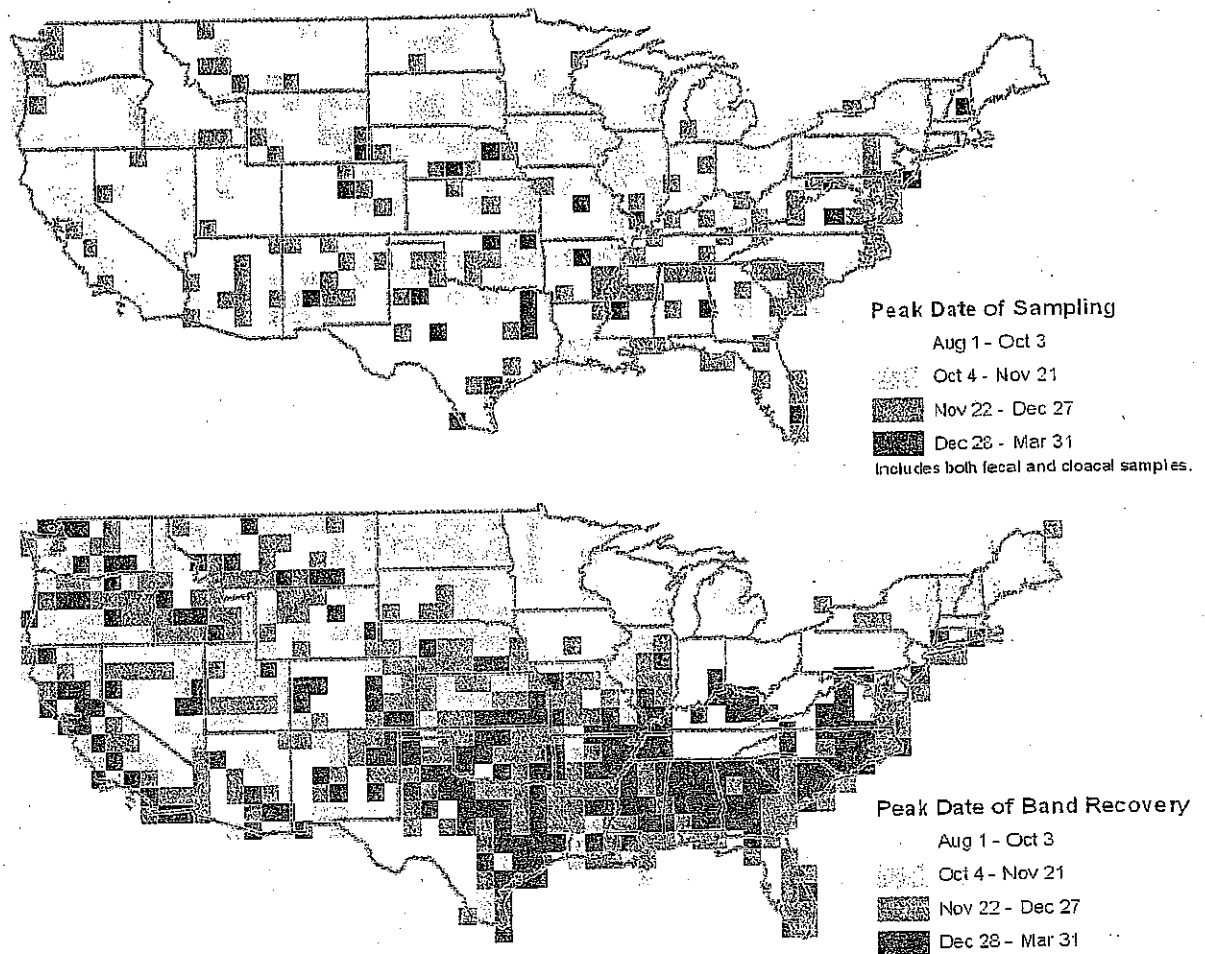 Peak Date of Sampling
Aug 1 - Oct 3
Oct 4 - Nov 21
Nov 22 - Dec 27
Dec 28 - Mar 31
Includes both fecal and cloacal samples.
Peak Date of Band Recovery
Aug 1 - Oct 3
Oct 4 - Nov 21
Nov 22 - Dec 27
Dec 28 - Mar 31